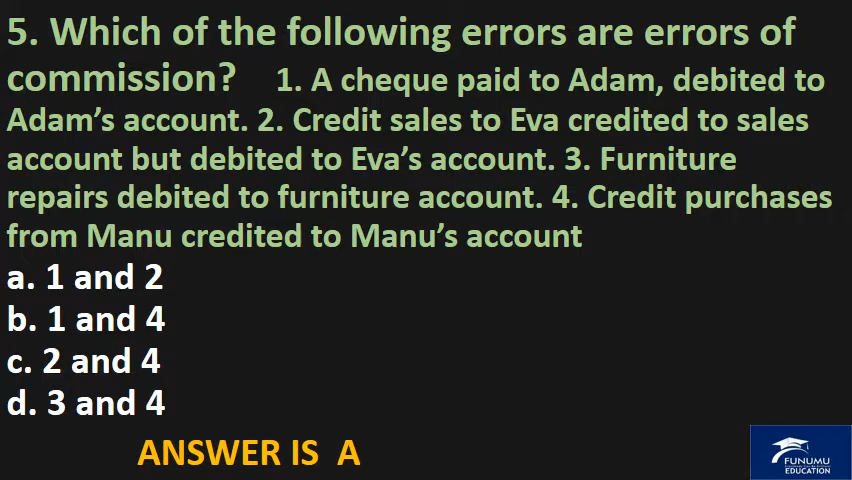 5. Which of the following errors are errors of
commission? 1. A cheque paid to Adam, debited to
Adam's account. 2. Credit sales to Eva credited to sales
account but debited to Eva's account. 3. Furniture
repairs debited to furniture account. 4. Credit purchases
from Manu credited to Manu's account
a. 1 and 2
b. 1 and 4
c. 2 and 4
d. 3 and 4
ANSWER IS A
FUNUMU
EDUCATION